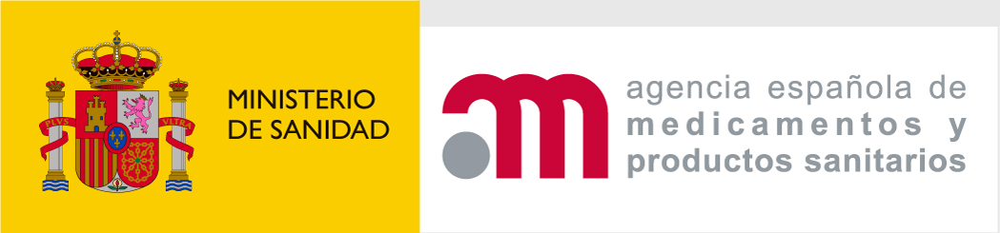 MINISTERIO
DE SANIDAD
PLVS
VLTRA
agencia española de
medicamentos y
productos sanitarios